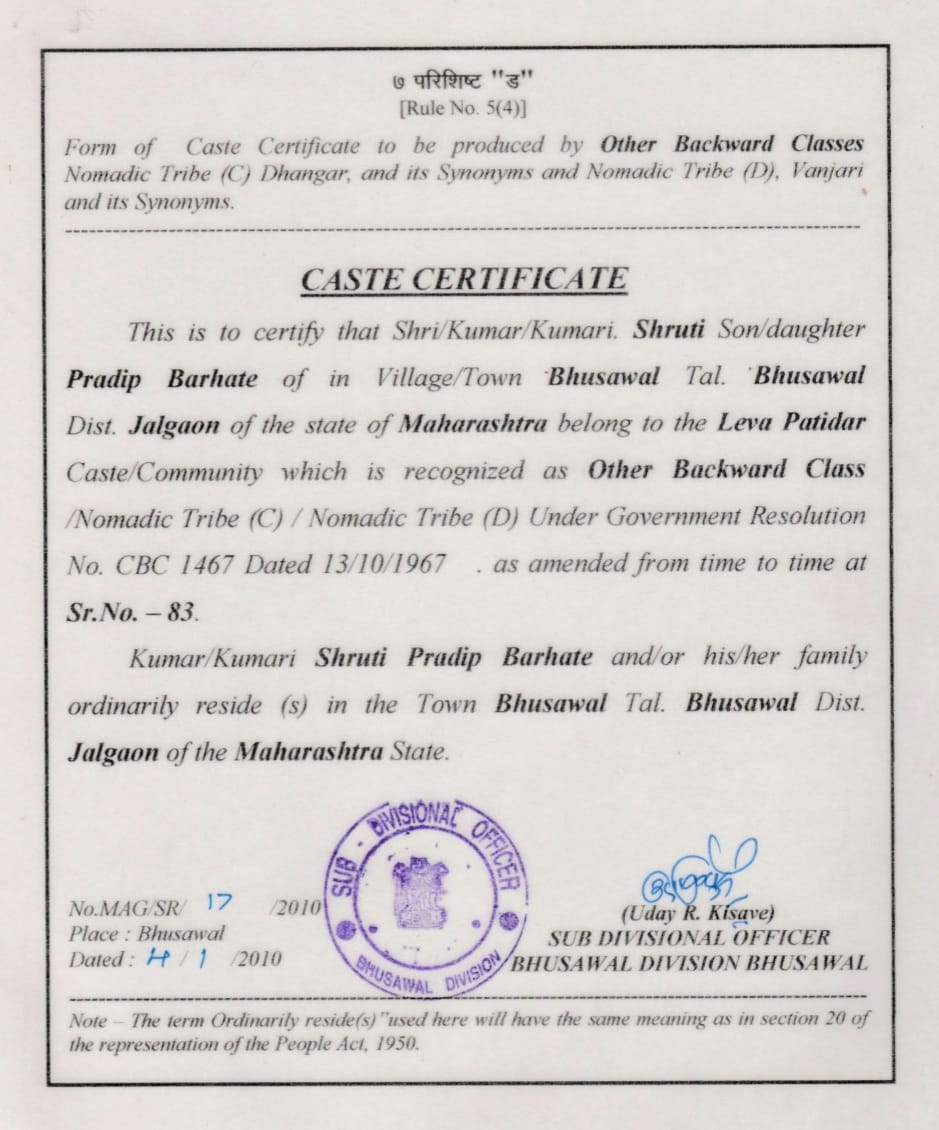 ७ परिशिष्ट "ड"
[Rule No. 5(4)]
Form of Caste Certificate to be produced by Other Backward Classes
Nomadic Tribe (C) Dhangar, and its Synonyms and Nomadic Tribe (D), Vanjari
and its Synonyms.
CASTE CERTIFICATE
This is to certify that Shri/Kumar/Kumari. Shruti Son/daughter
Pradip Barhate of in Village/Town Bhusawal Tal. Bhusawal
Dist. Jalgaon of the state of Maharashtra belong to the Leva Patidar
Caste/Community which is recognized as Other Backward Class
/Nomadic Tribe (C) / Nomadic Tribe (D) Under Government Resolution
No. CBC 1467 Dated 13/10/1967 . as amended from time to time at
Sr.No. – 83.
Kumar/Kumari Shruti Pradip Barhate and/or his/her family
ordinarily reside (s) in the Town Bhusawal Tal. Bhusawal Dist.
Jalgaon of the Maharashtra State.
SUB - DIVISIONAL OFFICER
BHUSAWAL DIVISION
No.MAG/SR/ 17 /2010
Place : Bhusawal
Dated : / 1 /2010
(Uday R. Kisave)
SUB DIVISIONAL OFFICER
BHUSAWAL DIVISION BHUSAWAL
Note – The term Ordinarily reside(s) "used here will have the same meaning as in section 20 of
the representation of the People Act, 1950.